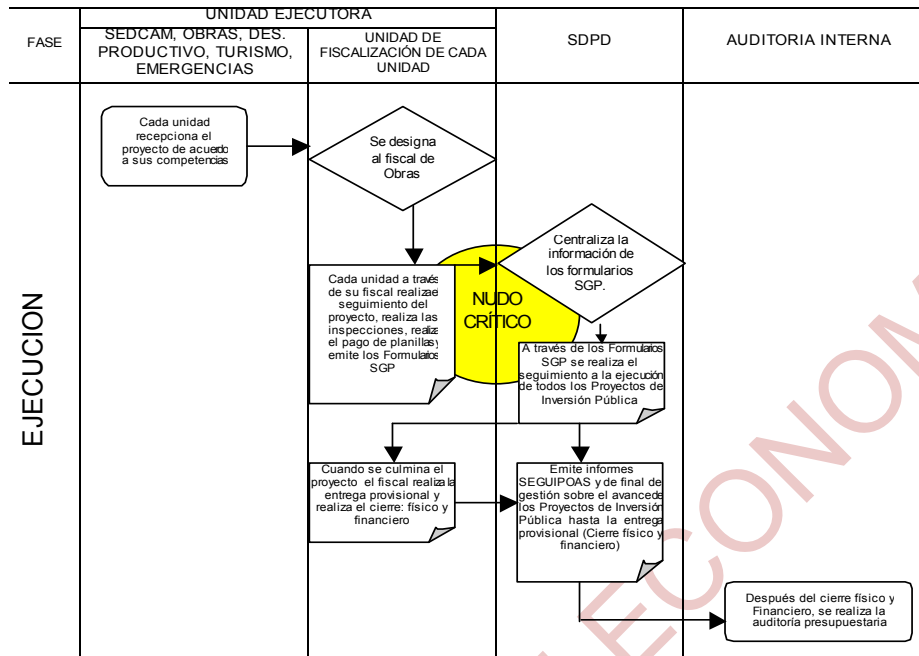 FASE
UNIDAD EJECUTORA
SEDCAM, OBRAS, DES.
PRODUCTIVO, TURISMO,
EMERGENCIAS
UNIDAD DE
FISCALIZACIÓN DE CADA
UNIDAD
SDPD
AUDITORIA INTERNA
EJECUCION
Cada unidad
recepciona el
proyecto de acuerdo
a sus competencias
Se designa
al fiscal de
Obras
Cada unidad a través
de su fiscal realiza el
seguimiento del
proyecto, realiza las
inspecciones, realiza
el pago de planillas y
emite los Formularios
SGP
NUDO
CRÍTICO
Centraliza la
información de
los formularios
SGP.
A través de los Formularios
SGP se realiza el
seguimiento a la ejecución
de todos los Proyectos de
Inversión Pública
Cuando se culmina el
proyecto el fiscal realiza la
entrega provisional y
realiza el cierre: físico y
financiero
Emite informes
SEGUIPOAS y de final de
gestión sobre el avance de
los Proyectos de Inversión
Pública hasta la entrega
provisional (Cierre físico y
financiero)
Después del cierre físico y
Financiero, se realiza la
auditoría presupuestaria
ECONOM